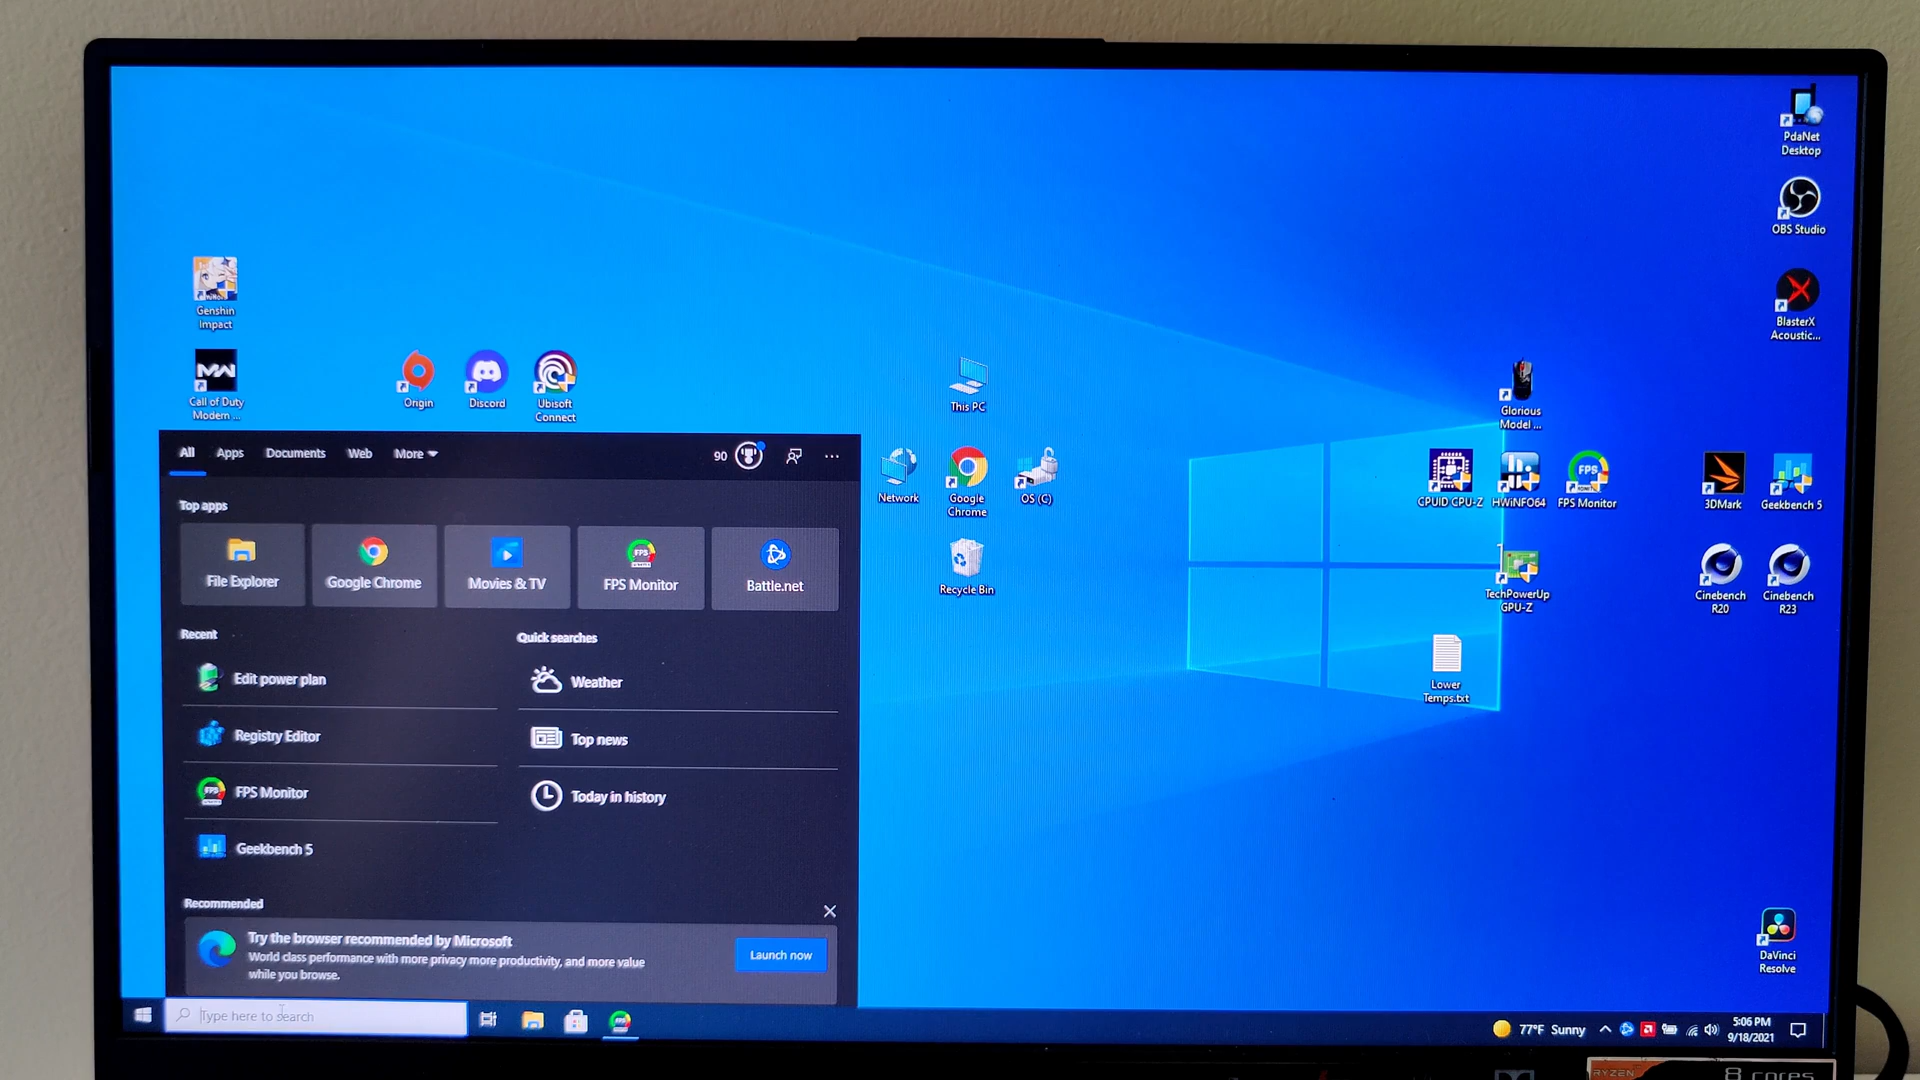 PdaNet
Desktop
OBS Studio
BlasterX
Acoustic...
Genshin
Impact
Call of Duty
Modern ...
Origin
Discord
Ubisoft
Connect
This PC
Glorious
Model ...
Network
Google
Chrome
OS (C)
CPUID CPU-Z
HWiNFO64
FPS Monitor
3DMark
Geekbench 5
Recycle Bin
TechPowerUp
GPU-Z
Cinebench
R20
Cinebench
R23
Lower
Temps.txt
DaVinci
Resolve
All
Apps
Documents
Web
More
90
Top apps
File Explorer
Google Chrome
Movies & TV
FPS Monitor
Battle.net
Recent
Edit power plan
Registry Editor
FPS Monitor
Geekbench 5
Quick searches
Weather
Top news
Today in history
Recommended
Try the browser recommended by Microsoft
World class performance with more privacy more productivity, and more value
while you browse.
Launch now
Type here to search
77°F Sunny
5:06 PM
9/18/2021
RYZEN
8 cores